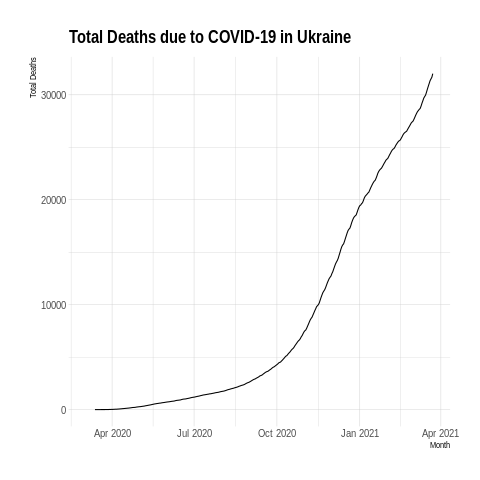 Total Deaths due to COVID-19 in Ukraine
Total Deaths
30000
20000
10000
0
Apr 2020 Jul 2020 Oct 2020 Jan 2021 Apr 2021
Month